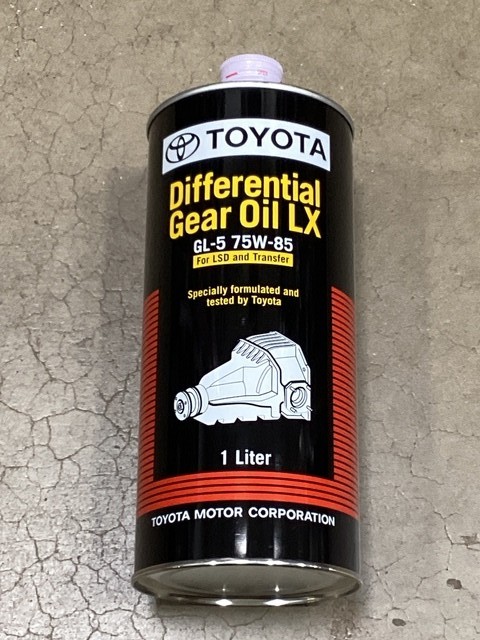 TOYOTA
Differential
Gear Oil LX
GL-5 75W-85
For LSD and Transfer
Specially formulated and
tested by Toyota
1 Liter
TOYOTA MOTOR CORPORATION